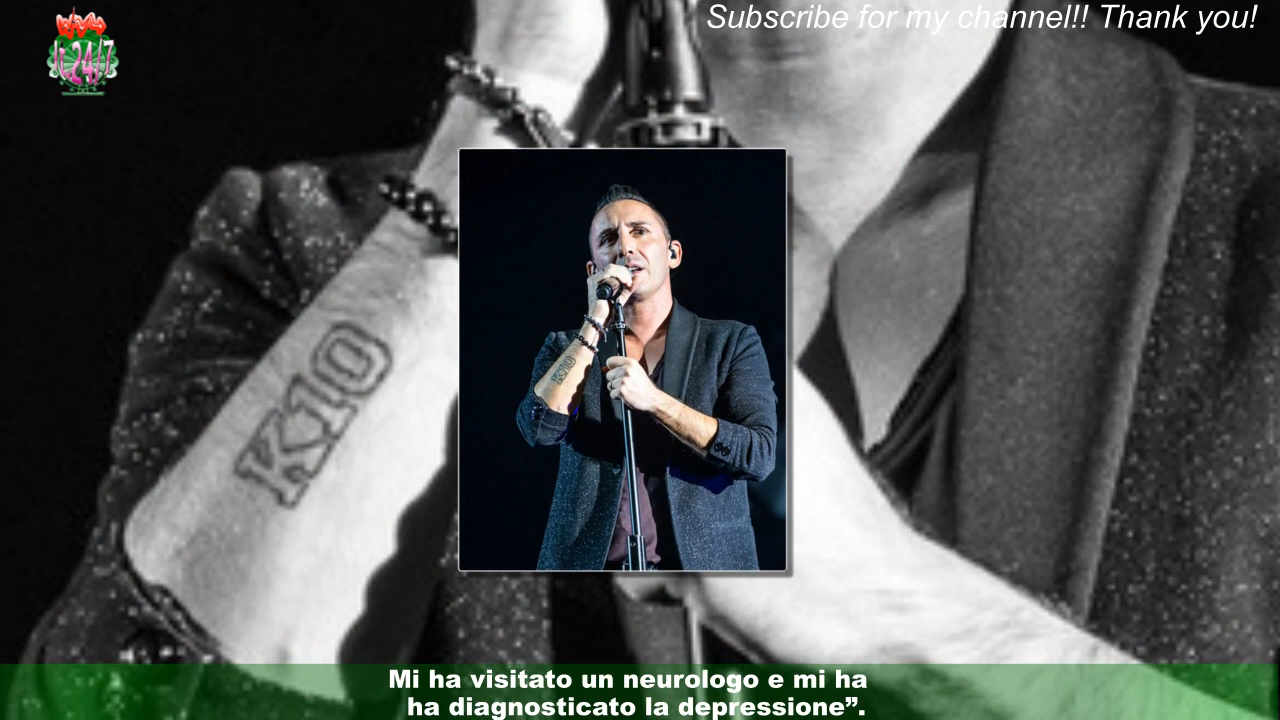 Subscribe for my channel!! Thank you!
K10
K10
Mi ha visitato un neurologo e mi ha
ha diagnosticato la depressione”.